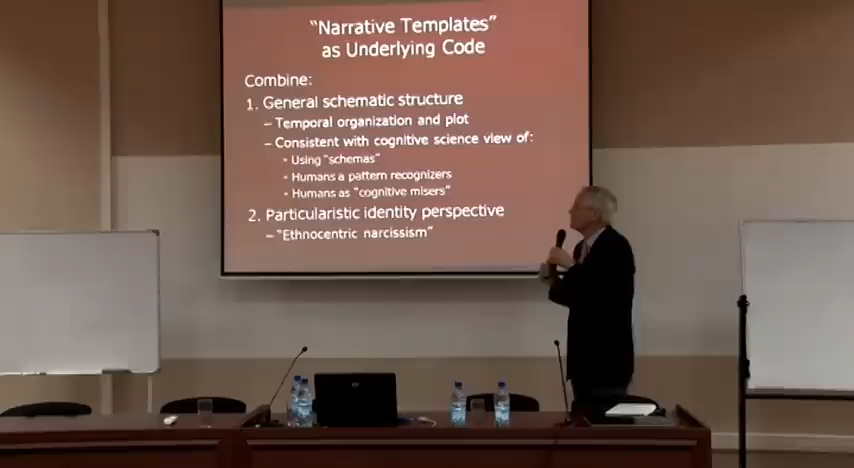 "Narrative Templates"
as Underlying Code
Combine:
1. General schematic structure
– Temporal organization and plot
– Consistent with cognitive science view of:
• Using "schemas"
• Humans a pattern recognizers
• Humans as "cognitive misers"
2. Particularistic identity perspective
– "Ethnocentric narcissism"